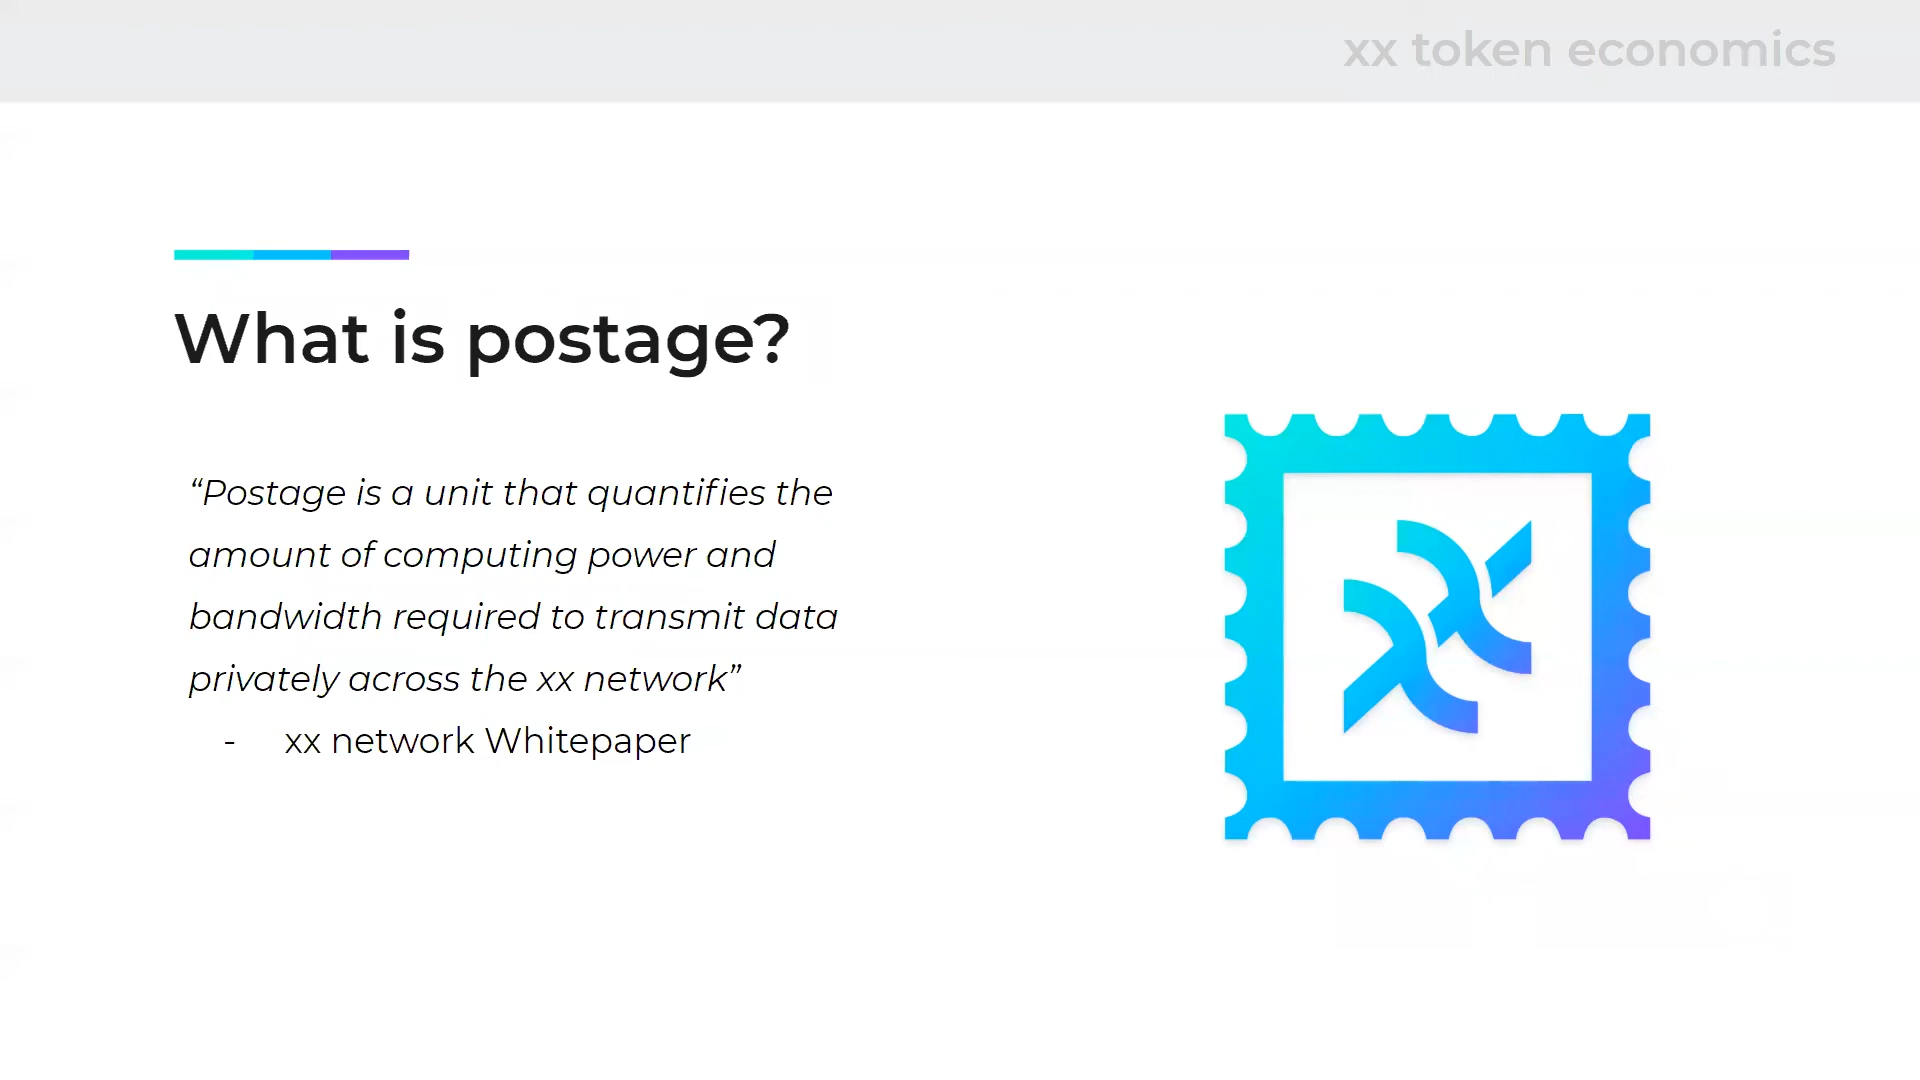 xx token economics
What is postage?
“Postage is a unit that quantifies the
amount of computing power and
bandwidth required to transmit data
privately across the xx network”
- xx network Whitepaper